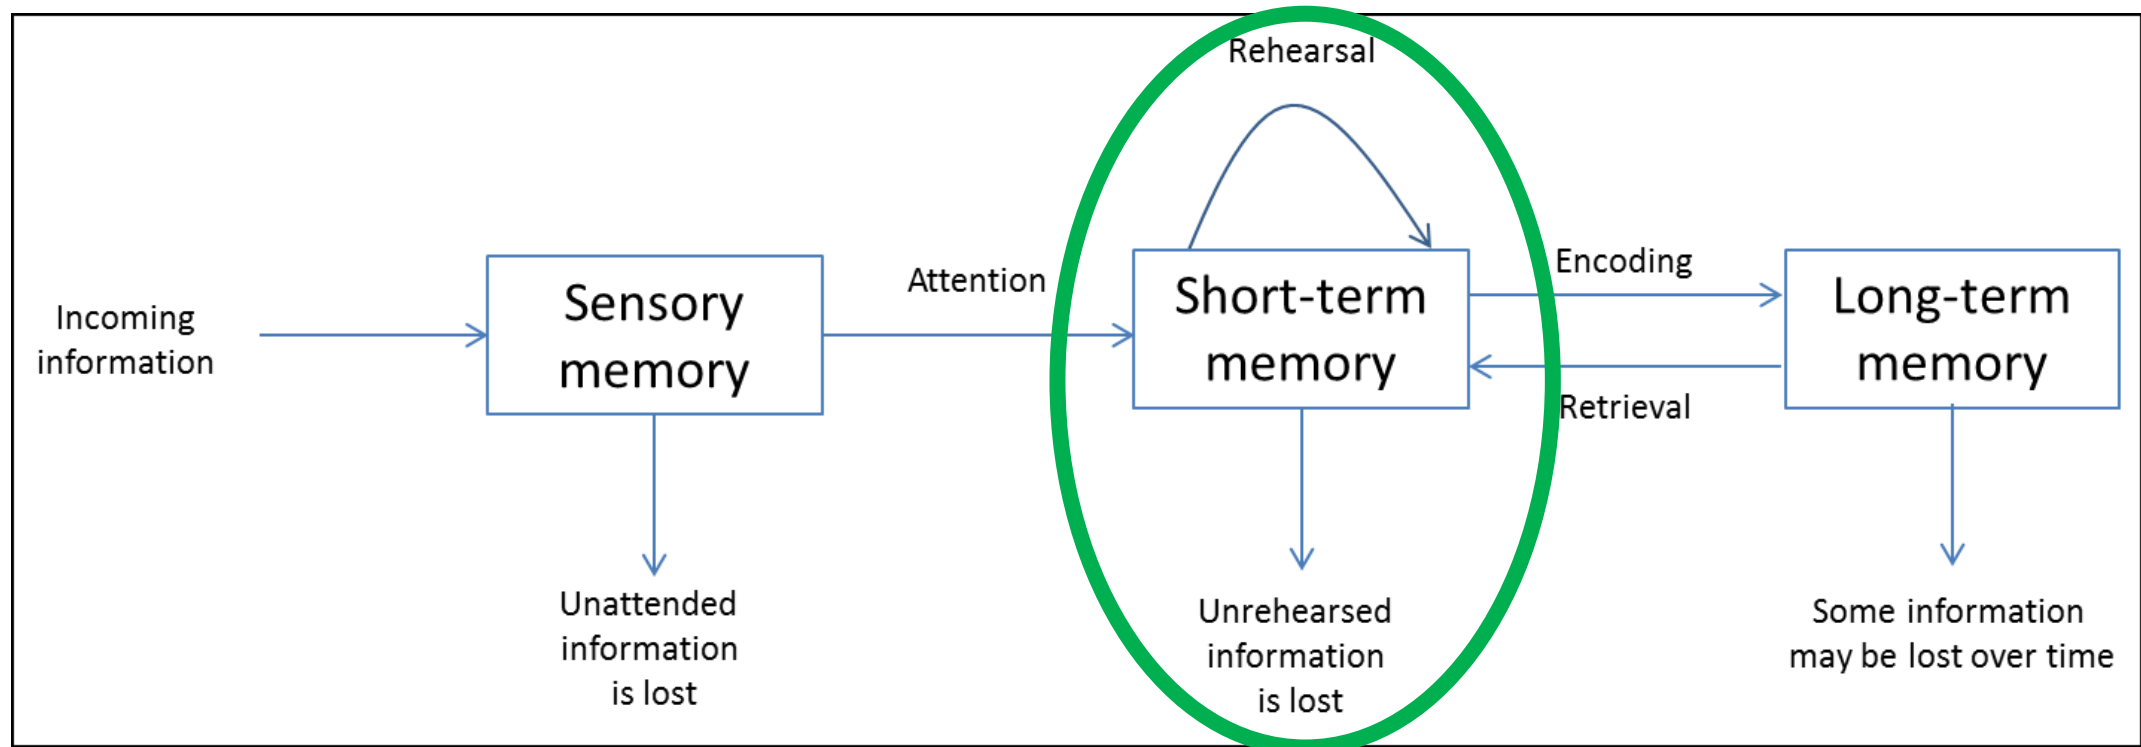 Rehearsal
Incoming
information
Sensory
memory
Attention
Short-term
memory
Encoding
Retrieval
Long-term
memory
Unattended
information
is lost
Unrehearsed
information
is lost
Some information
may be lost over time